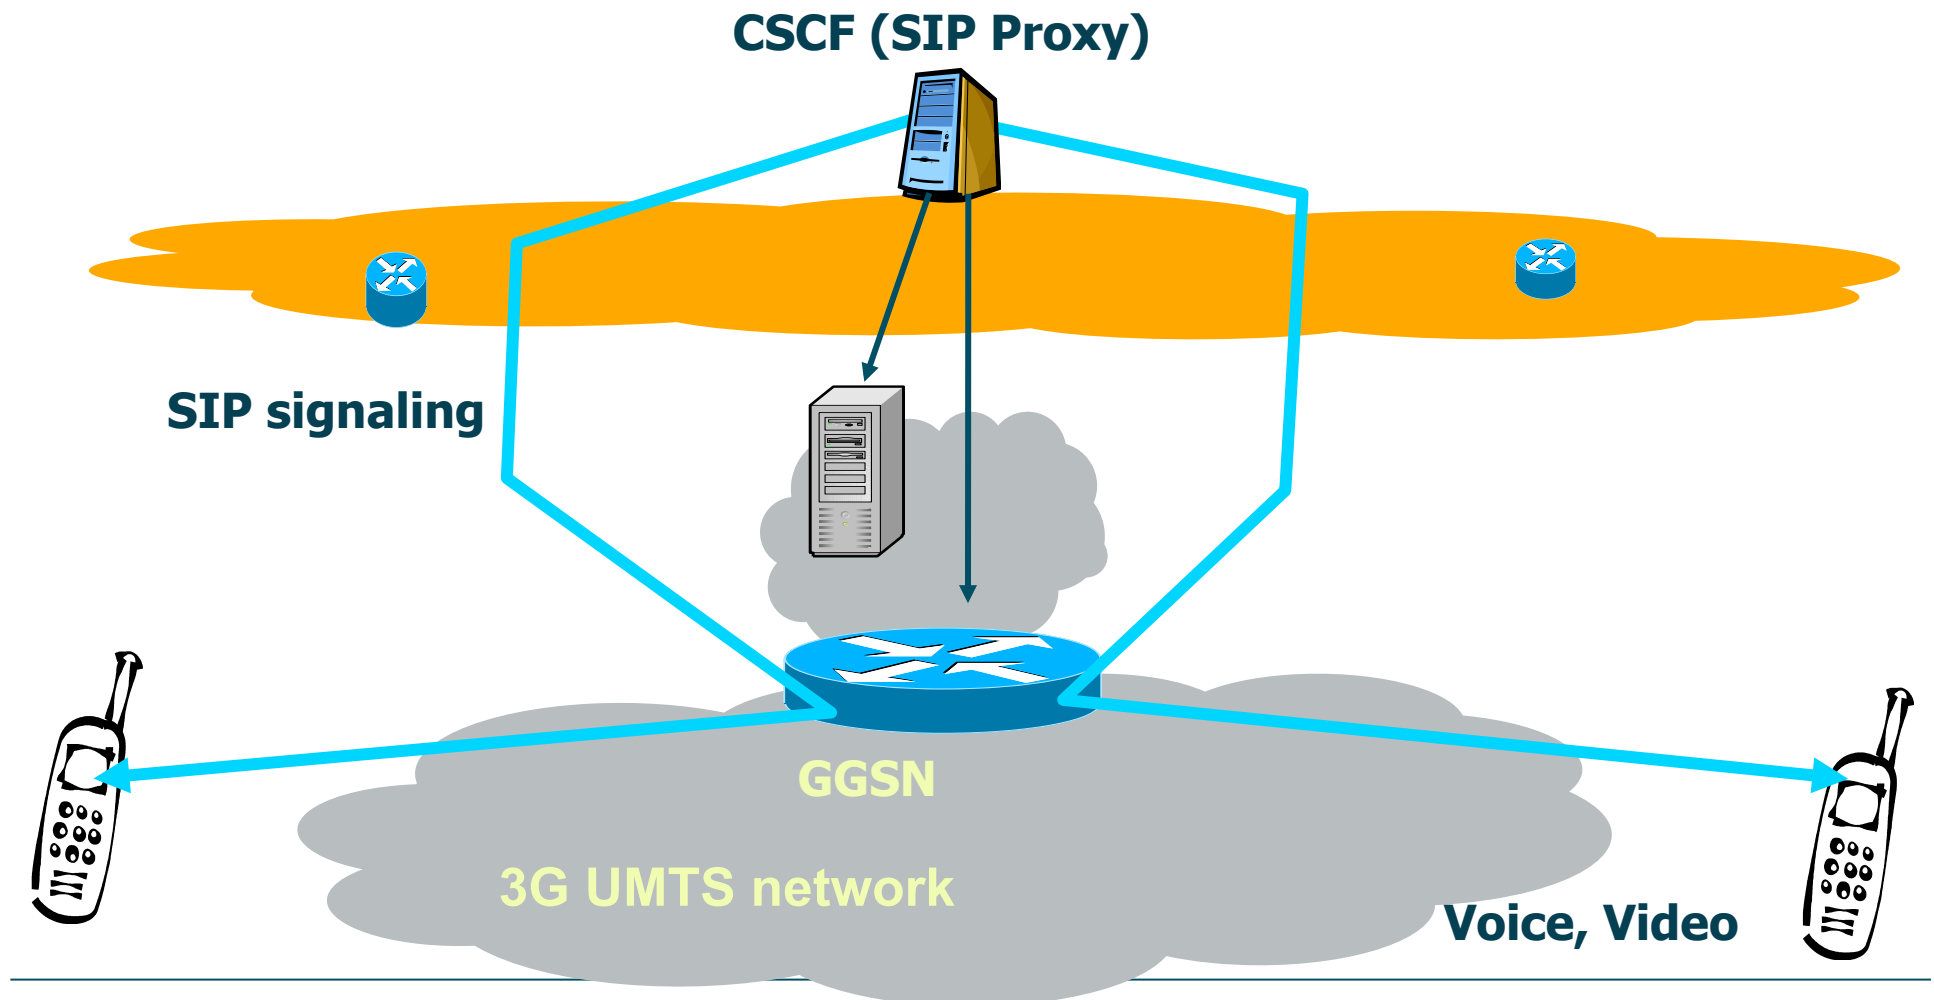 CSCF (SIP Proxy)
SIP signaling
GGSN
3G UMTS network
Voice, Video